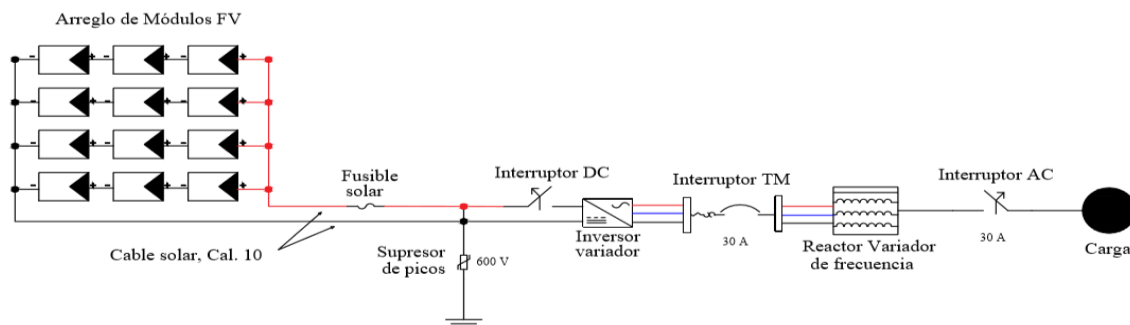 Arreglo de Módulos FV
Fusible
solar
Interruptor DC
Interruptor TM
Interruptor AC
Cable solar, Cal. 10
Supresor
de picos
600 V
Inversor
variador
30 A
Reactor Variador
de frecuencia
30 A
Carga